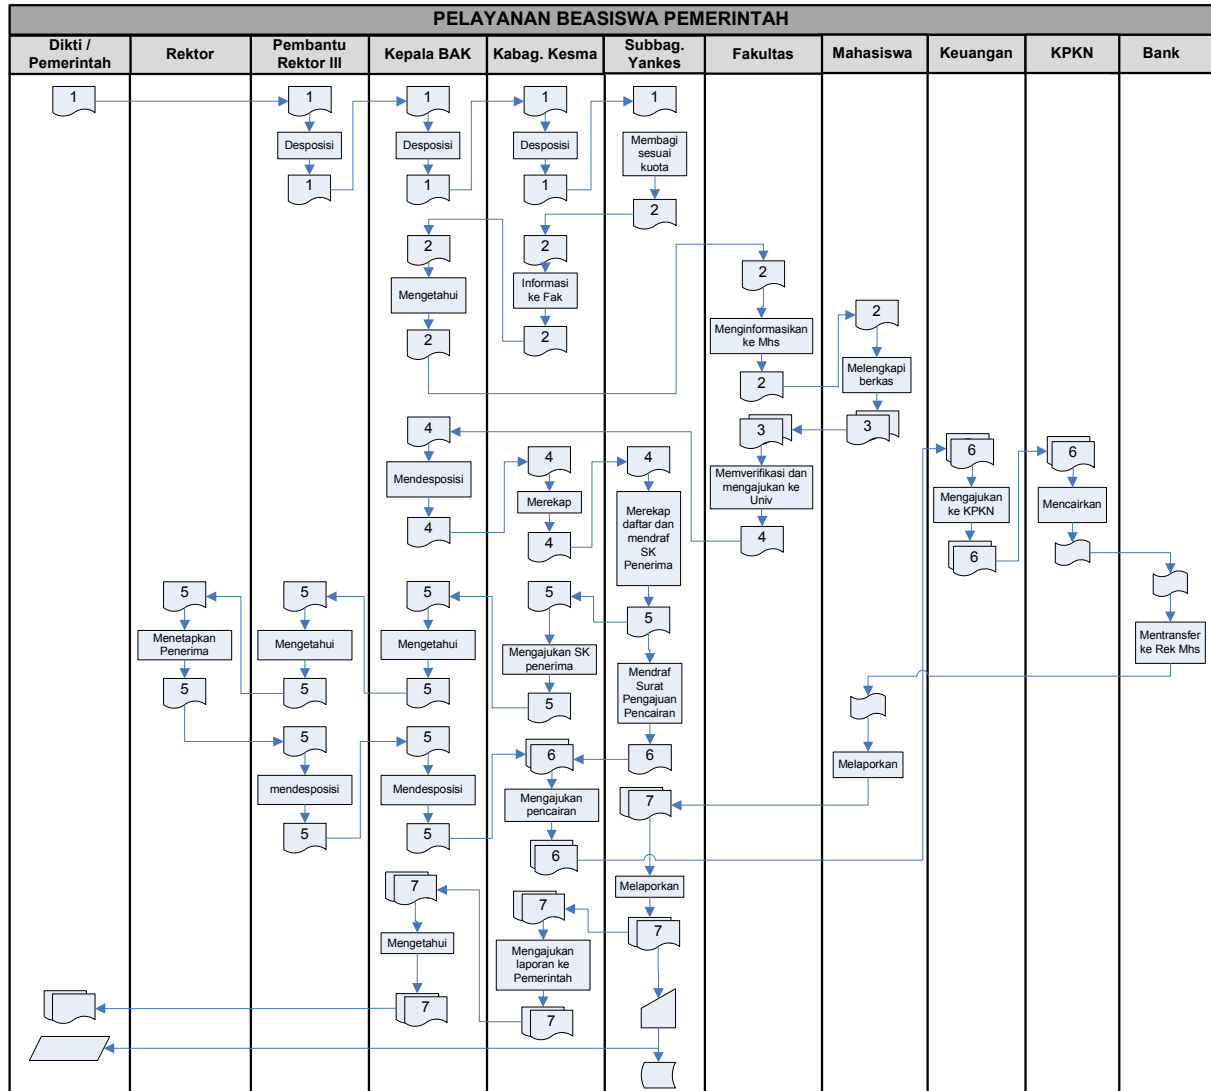 PELAYANAN BEASISWA PEMERINTAH
Dikti /
Pemerintah
Rektor
Pembantu
Rektor III
Kepala BAK
Kabag. Kesma
Subbag.
Yankes
Fakultas
Mahasiswa
Keuangan
KPKN
Bank
1
1
1
1
1
Desposisi
Desposisi
Desposisi
Membagi
sesuai
kuota
1
1
1
2
2
2
2
Mengetahui
Informasi
ke Fak
2
2
Menginformasikan
ke Mhs
2
2
Melengkapi
berkas
3
3
4
Mendesposisi
4
4
Merekap
4
4
Merekap
daftar dan
mendraf
SK
Penerima
Memverifikasi dan
mengajukan ke
Univ
4
6
Mengajukan
ke KPKN
6
6
Mencairkan
5
Menetapkan
Penerima
5
5
Mengetahui
5
5
Mengetahui
5
5
Mengajukan SK
penerima
5
5
Mendraf
Surat
Pengajuan
Pencairan
6
Mentransfer
ke Rek Mhs
5
mendesposisi
5
5
Mendesposisi
5
6
Mengajukan
pencairan
6
Melaporkan
7
Melaporkan
7
7
Mengetahui
7
7
Mengajukan
laporan ke
Pemerintah
7